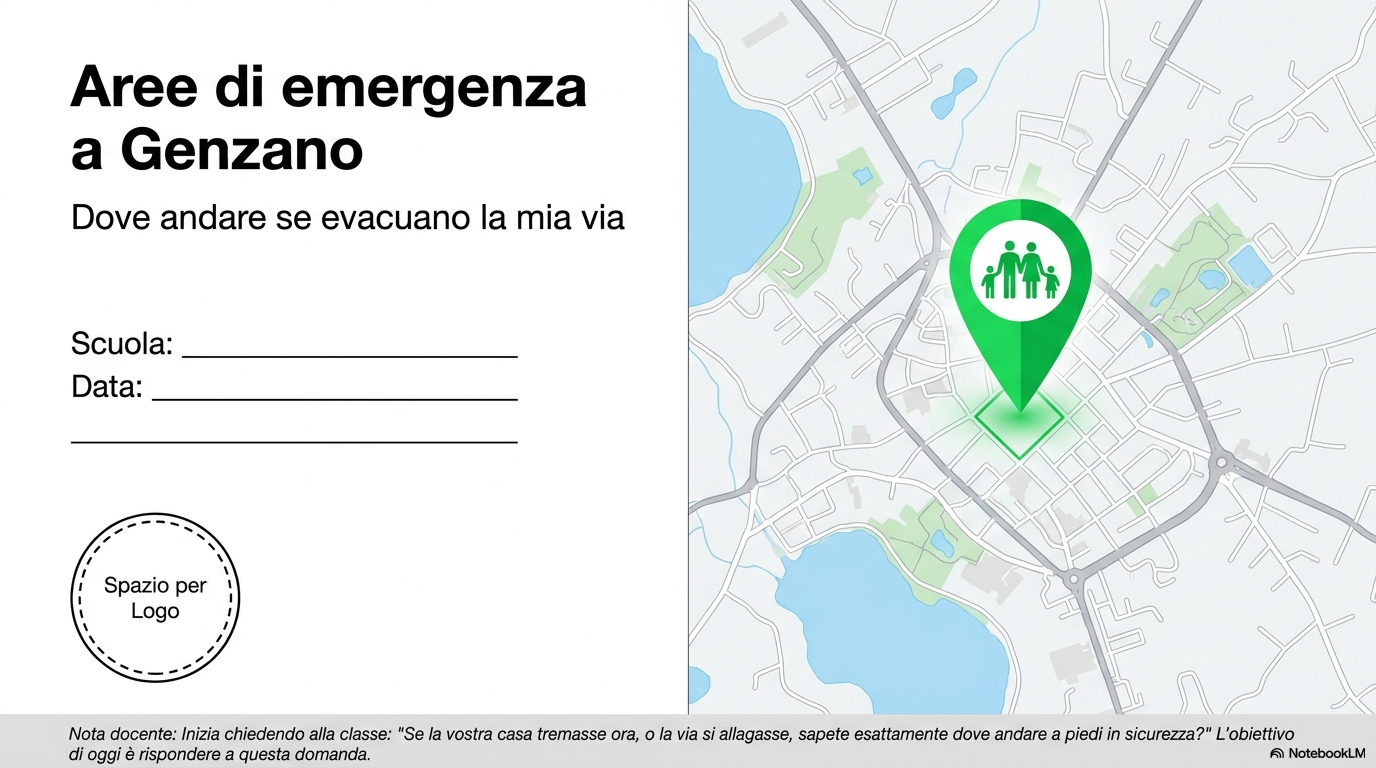 Aree di emergenza
a Genzano
Dove andare se evacuano la mia via
Scuola:
Data:
Spazio per
Logo
Nota docente: Inizia chiedendo alla classe: "Se la vostra casa tremasse ora, o la via si allagasse, sapete esattamente dove andare a piedi in sicurezza?" L'obiettivo
di oggi è rispondere a questa domanda.
NotebookLM